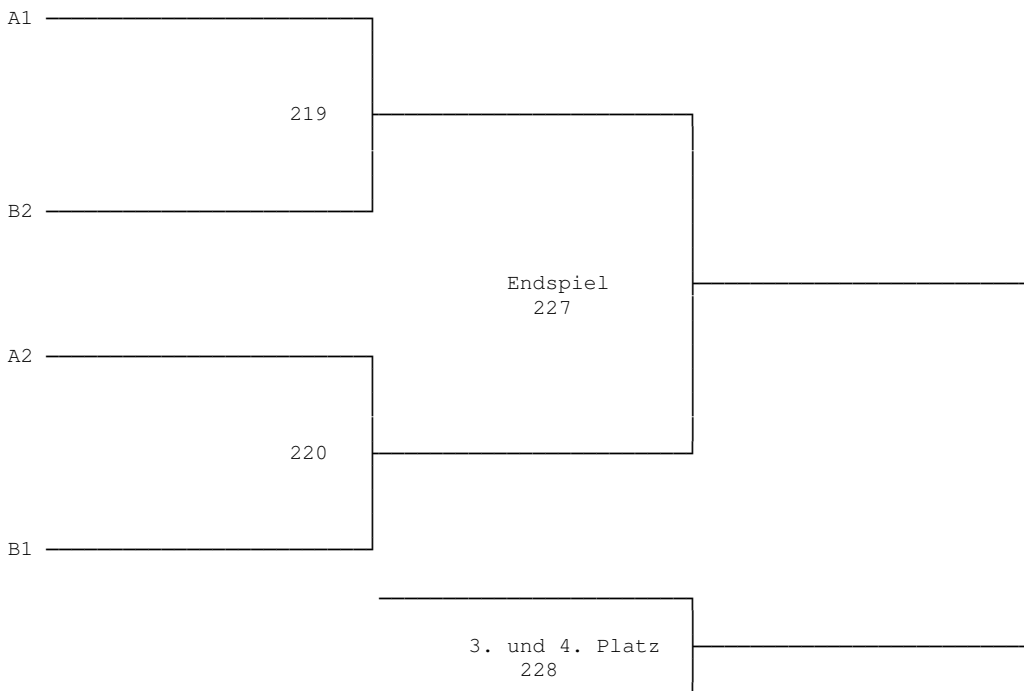 A1
219
B2
Endspiel
227
A2
220
B1
3. und 4. Platz
228